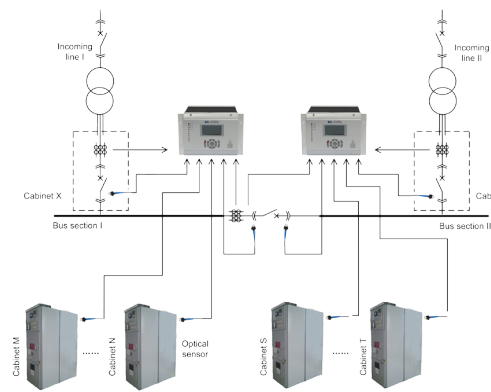 Incoming
line I
Incoming
line II
Cabinet X
Cab
Bus section I
Bus section II
Cabinet M
......
Cabinet N
Optical
sensor
Cabinet S
......
Cabinet T